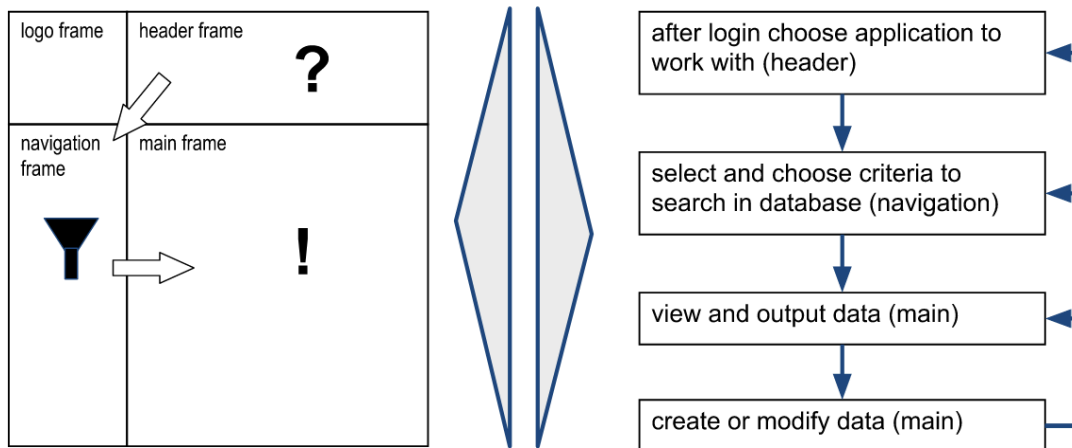 logo frame
header frame
?
navigation
frame
main frame
!
after login choose application to
work with (header)
select and choose criteria to
search in database (navigation)
view and output data (main)
create or modify data (main)